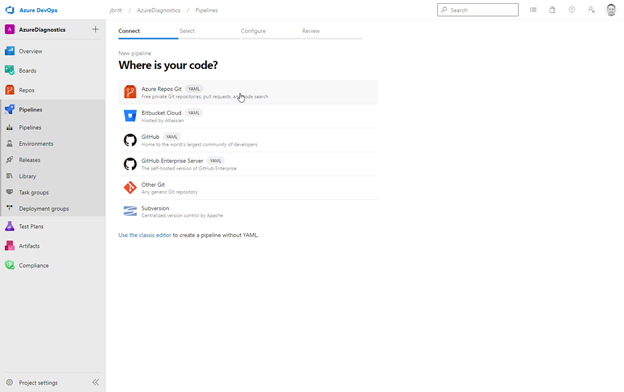 Azure DevOps
jbritt / AzureDiagnostics / Pipelines
Search
A AzureDiagnostics
Overview
Boards
Repos
Pipelines
Pipelines
Environments
Releases
Library
Task groups
Deployment groups
Test Plans
Artifacts
Compliance
Project settings
Connect Select Configure Review
New pipeline
Where is your code?
Azure Repos Git YAML
Free private Git repositories, pull requests, and code search
Bitbucket Cloud YAML
Hosted by Atlassian
GitHub YAML
Home to the world's largest community of developers
GitHub Enterprise Server YAML
The self-hosted version of GitHub Enterprise
Other Git
Any generic Git repository
Subversion
Centralized version control by Apache
Use the classic editor to create a pipeline without YAML.